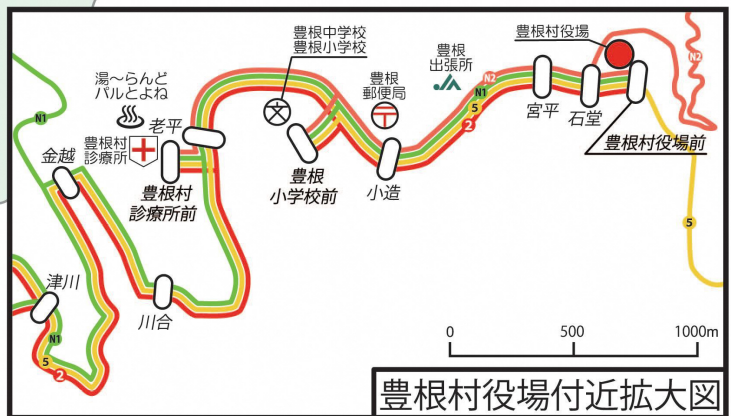 豊根中学校
豊根小学校
豊根村役場
湯～らんど
パルとよね
豊根
出張所
豊根
郵便局
N2
N2
N1
N1
5
2
老平
豊根村
診療所
金越
宮平
石堂
豊根村役場前
豊根村
診療所前
豊根
小学校前
小造
5
津川
川合
N1
5
2
0
500
1000m
豊根村役場付近拡大図